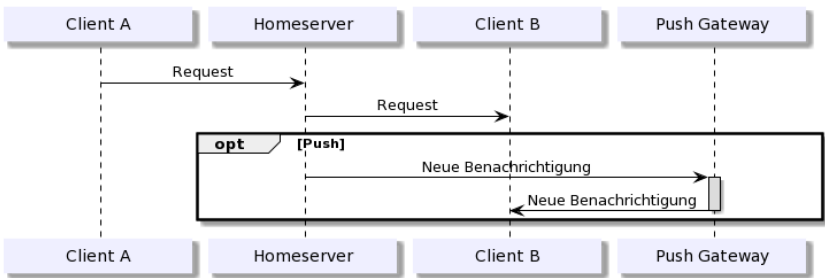 Client A
Homeserver
Client B
Push Gateway
Request
Request
opt
[Push]
Neue Benachrichtigung
Neue Benachrichtigung
Client A
Homeserver
Client B
Push Gateway